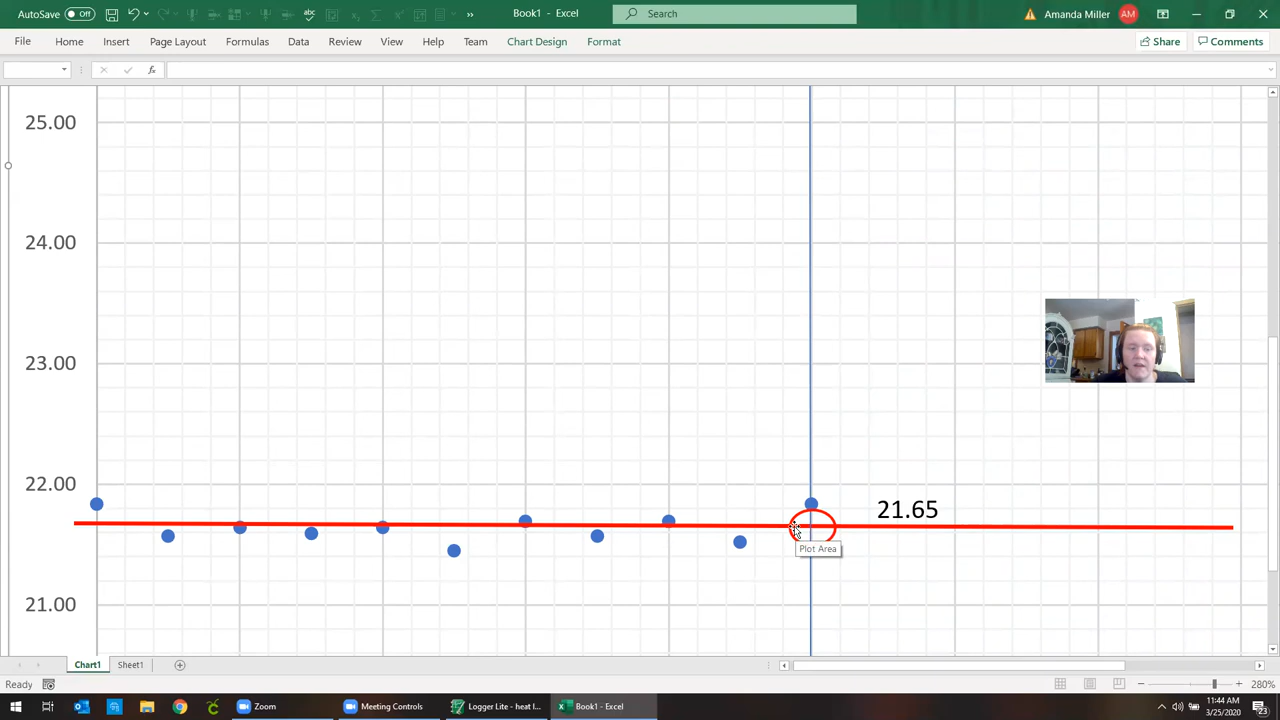 AutoSave Off Book1 - Excel Search Amanda Miller AM
File Home Insert Page Layout Formulas Data Review View Help Team Chart Design Format Share Comments
fx
25.00
24.00
23.00
22.00
21.65
Plot Area
21.00
Chart1 Sheet1
Ready 280%
Zoom Meeting Controls Logger Lite - heat l... Book1 - Excel 11:44 AM
3/25/2020 23